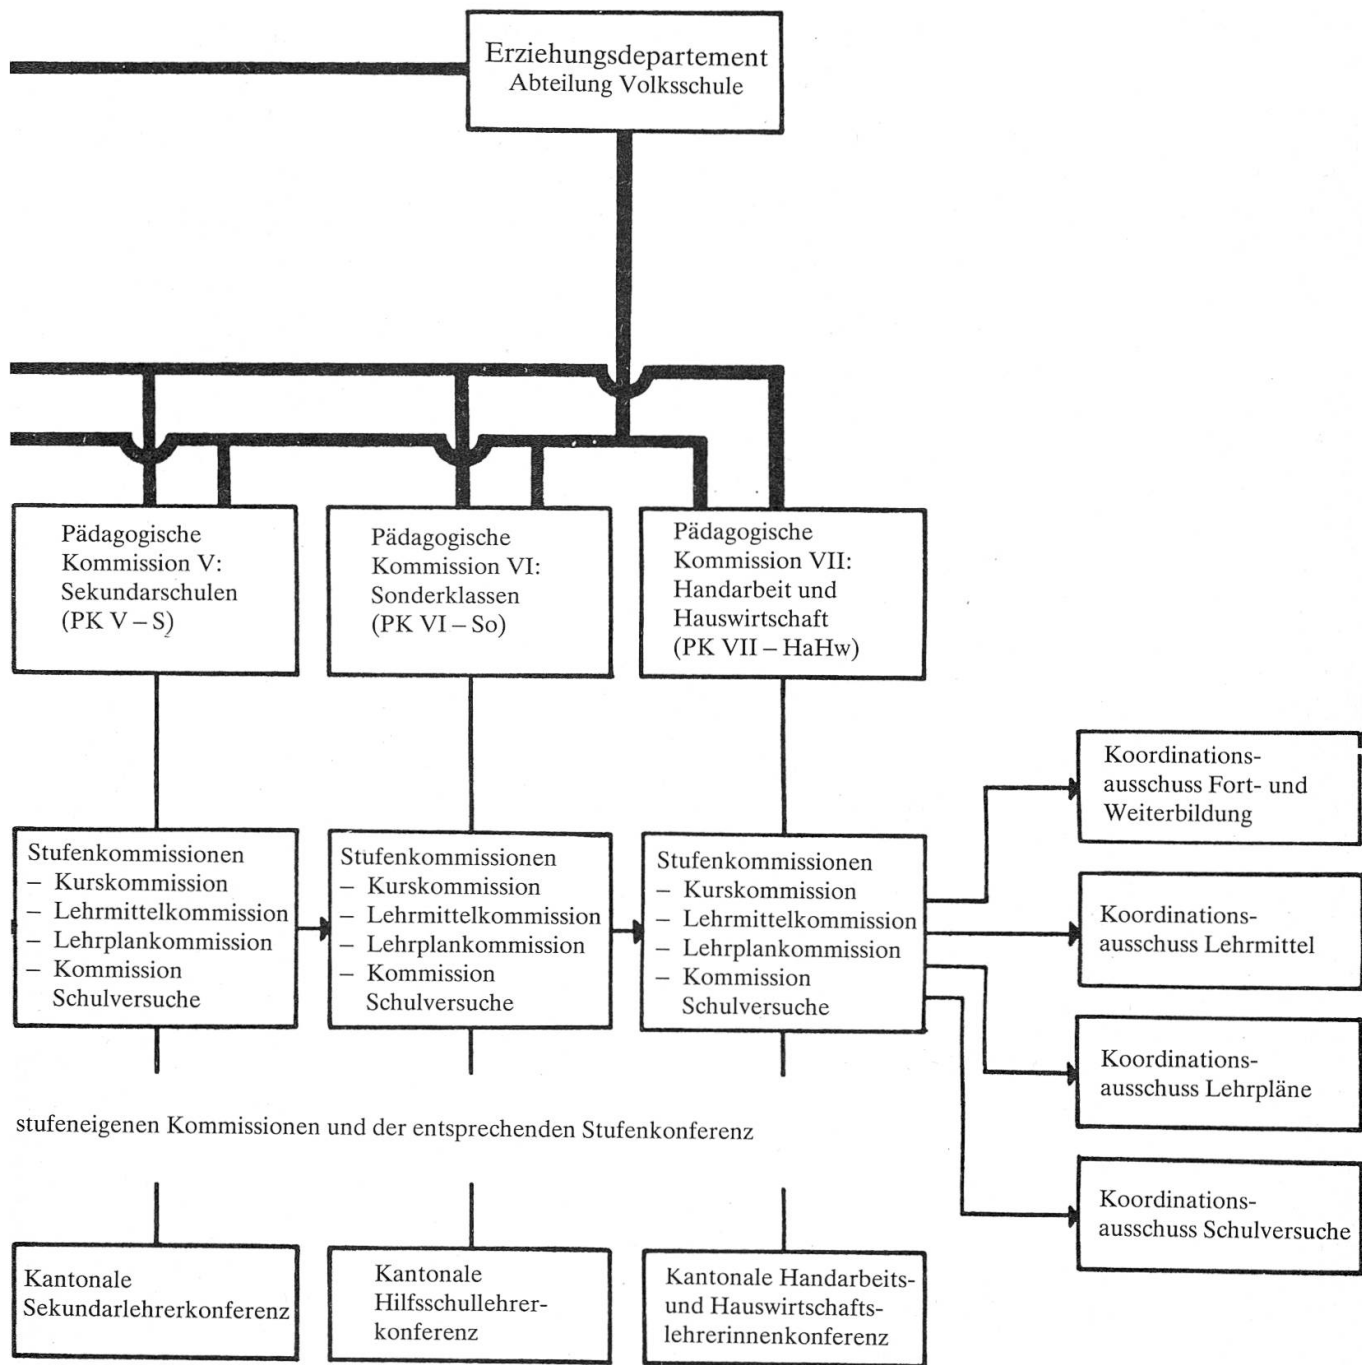 Erziehungsdepartement
Abteilung Volksschule
Pädagogische
Kommission V:
Sekundarschulen
(PK V – S)
Pädagogische
Kommission VI:
Sonderklassen
(PK VI – So)
Pädagogische
Kommission VII:
Handarbeit und
Hauswirtschaft
(PK VII – HaHw)
Stufenkommissionen
– Kurskommission
– Lehrmittelkommission
– Lehrplankommission
– Kommission
Schulversuche
Stufenkommissionen
– Kurskommission
– Lehrmittelkommission
– Lehrplankommission
– Kommission
Schulversuche
Stufenkommissionen
– Kurskommission
– Lehrmittelkommission
– Lehrplankommission
– Kommission
Schulversuche
Koordinations-
ausschuss Fort- und
Weiterbildung
Koordinations-
ausschuss Lehrmittel
Koordinations-
ausschuss Lehrpläne
Koordinations-
ausschuss Schulversuche
stufeneigenen Kommissionen und der entsprechenden Stufenkonferenz
Kantonale
Sekundarlehrerkonferenz
Kantonale
Hilfsschullehrer-
konferenz
Kantonale Handarbeits-
und Hauswirtschafts-
lehrerinnenkonferenz